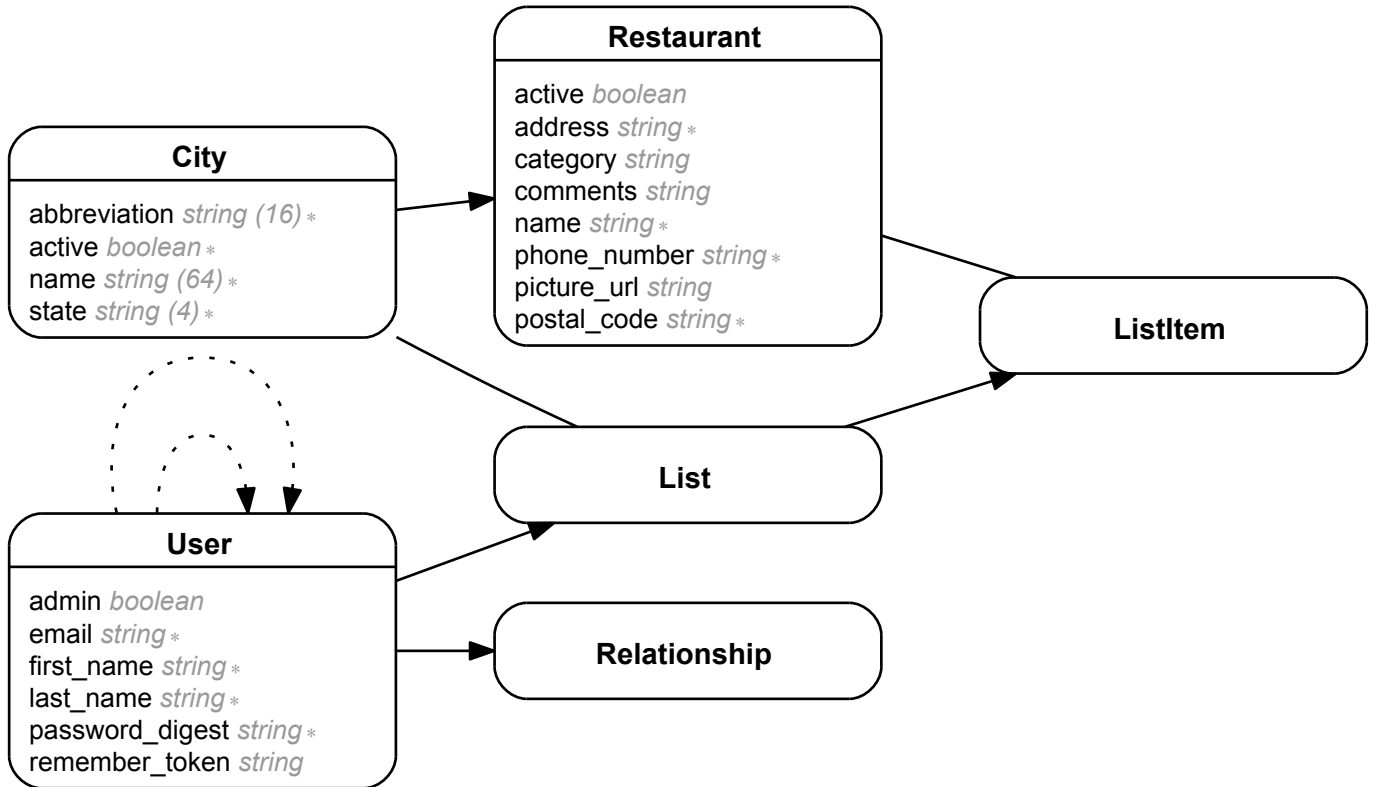 Restaurant
active boolean
address string *
category string
comments string
name string *
phone_number string *
picture_url string
postal_code string *
City
abbreviation string (16) *
active boolean *
name string (64) *
state string (4) *
ListItem
List
User
admin boolean
email string *
first_name string *
last_name string *
password_digest string *
remember_token string
Relationship